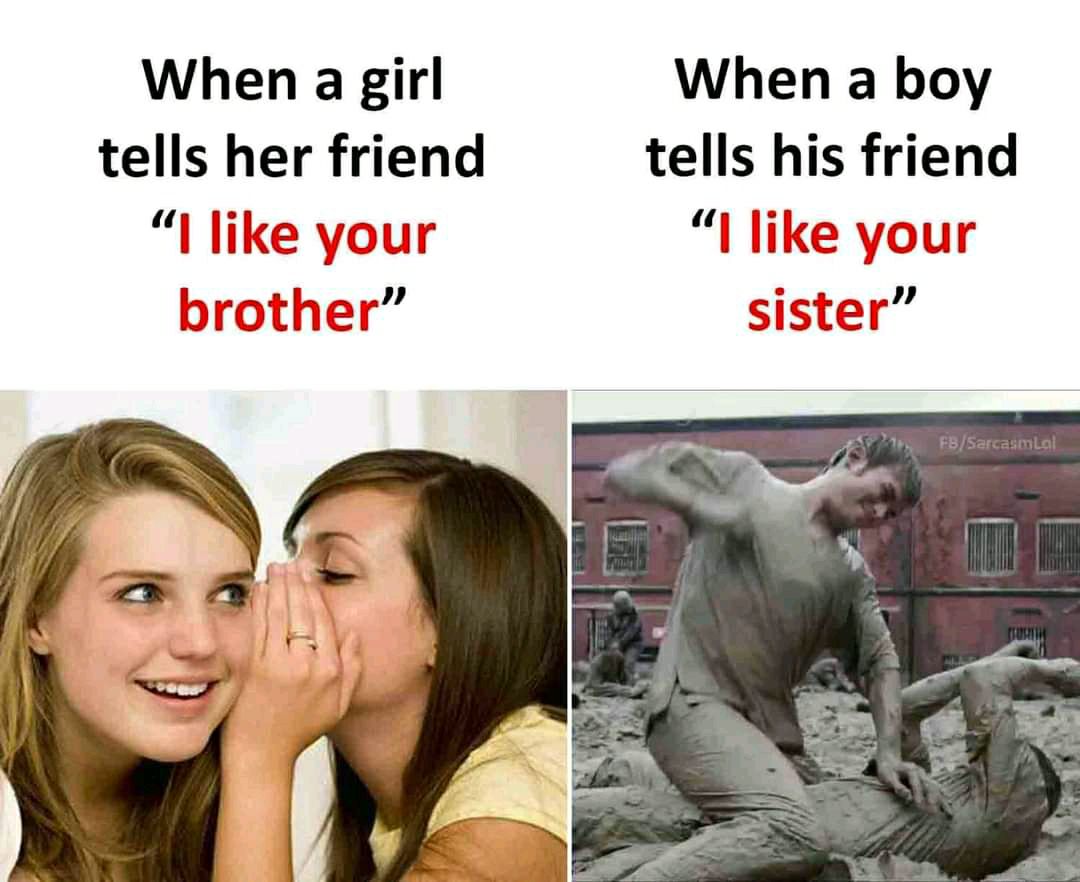 When a girl
tells her friend
“I like your
brother”
When a boy
tells his friend
“I like your
sister”
FB/SarcasmLol